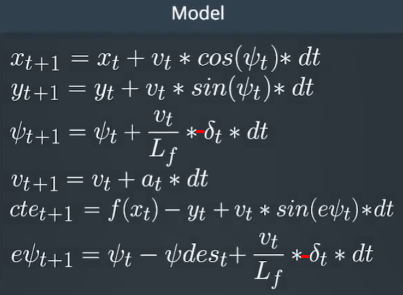 Model
x_{t+1} = x_t + v_t * cos(ψ_t) * dt
y_{t+1} = y_t + v_t * sin(ψ_t) * dt
ψ_{t+1} = ψ_t + \frac{v_t}{L_f} * -δ_t * dt
v_{t+1} = v_t + a_t * dt
cte_{t+1} = f(x_t) - y_t + v_t * sin(eψ_t) * dt
eψ_{t+1} = ψ_t - ψdes_t + \frac{v_t}{L_f} * -δ_t * dt